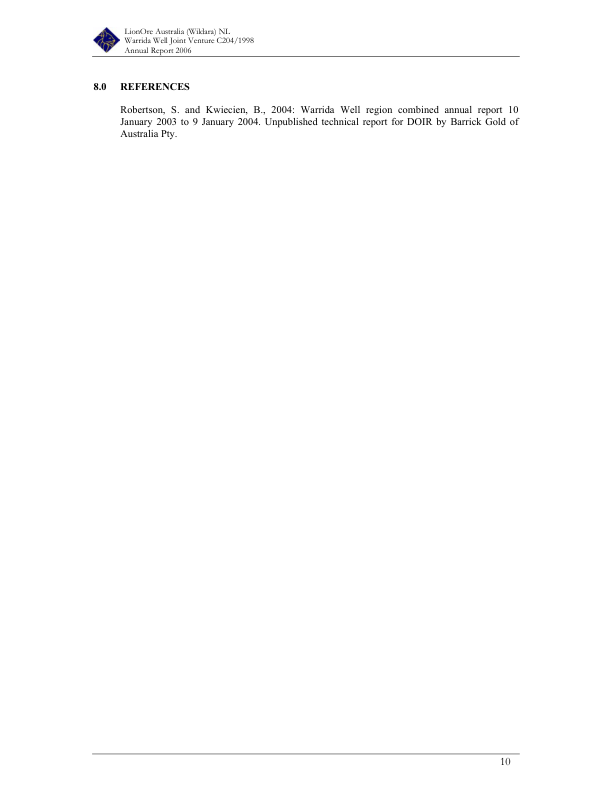 LionOre Australia (Wildara) NL
Warrida Well Joint Venture C204/1998
Annual Report 2006
8.0 REFERENCES
Robertson, S. and Kwiecien, B., 2004: Warrida Well region combined annual report 10
January 2003 to 9 January 2004. Unpublished technical report for DOIR by Barrick Gold of
Australia Pty.
10